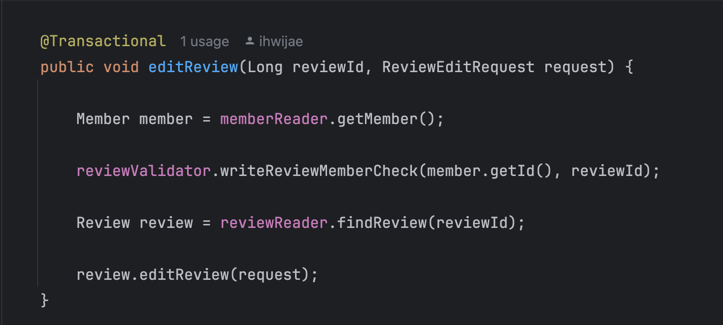 @Transactional 1 usage ihwijae
public void editReview(Long reviewId, ReviewEditRequest request) {
Member member = memberReader.getMember();
reviewValidator.writeReviewMemberCheck(member.getId(), reviewId);
Review review = reviewReader.findReview(reviewId);
review.editReview(request);
}